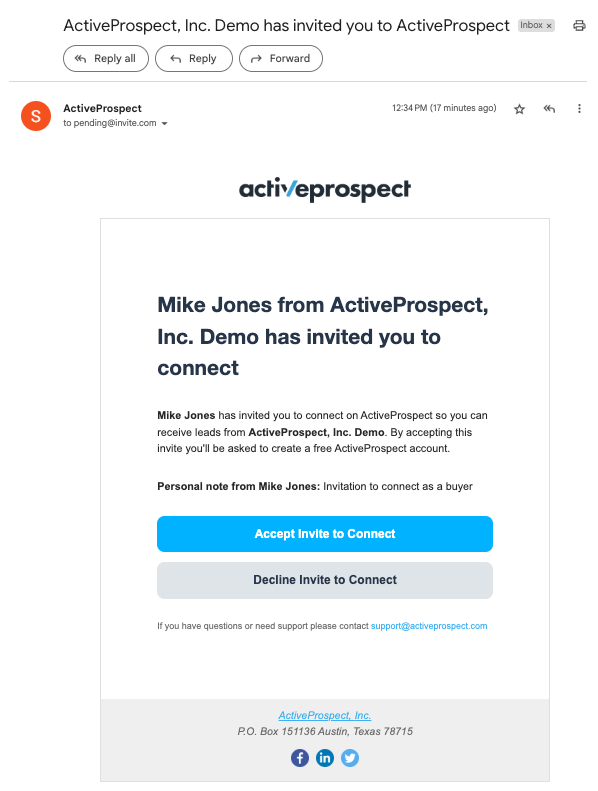 ActiveProspect, Inc. Demo has invited you to ActiveProspect Inbox ×
Reply all Reply Forward
S
ActiveProspect 12:34 PM (17 minutes ago)
to pending@invite.com
activeprospect
Mike Jones from ActiveProspect,
Inc. Demo has invited you to
connect
Mike Jones has invited you to connect on ActiveProspect so you can
receive leads from ActiveProspect, Inc. Demo. By accepting this
invite you'll be asked to create a free ActiveProspect account.
Personal note from Mike Jones: Invitation to connect as a buyer
Accept Invite to Connect
Decline Invite to Connect
If you have questions or need support please contact support@activeprospect.com
ActiveProspect, Inc.
P.O. Box 151136 Austin, Texas 78715
f in